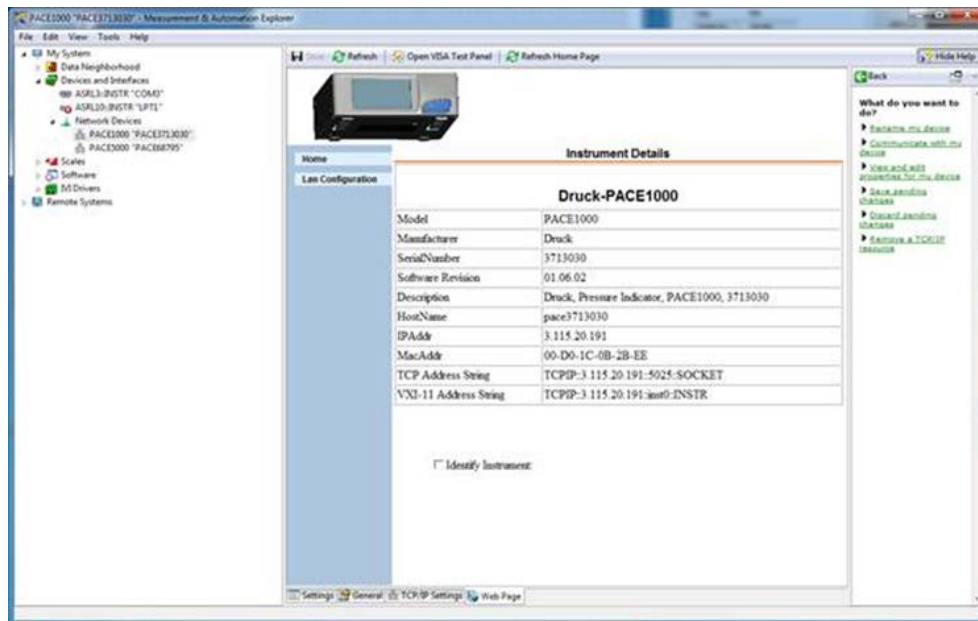 PACE1000 "PACE3713030" - Measurement & Automation Explorer
File Edit View Tools Help
My System
Data Neighborhood
Devices and Interfaces
ASRL3::INSTR "COM3"
ASRL10::INSTR "LPT1"
Network Devices
PACE1000 "PACE3713030"
PACE5000 "PACE68795"
Scales
Software
IVI Drivers
Remote Systems
Save Refresh Open VISA Test Panel Refresh Home Page Hide Help
Home
Lan Configuration
Instrument Details
Druck-PACE1000
Model PACE1000
Manufacturer Druck
SerialNumber 3713030
Software Revision 01.06.02
Description Druck, Pressure Indicator, PACE1000, 3713030
HostName pace3713030
IPAddr 3.115.20.191
MacAddr 00-D0-1C-0B-2B-EE
TCP Address String TCPIP::3.115.20.191::5025::SOCKET
VXI-11 Address String TCPIP::3.115.20.191::inst0::INSTR
Identify Instrument:
Settings General TCP/IP Settings Web Page
Back
What do you want to
do?
Rename my device
Communicate with my
device
View and edit
properties for my device
Save pending
changes
Discard pending
changes
Remove a TCP/IP
resource